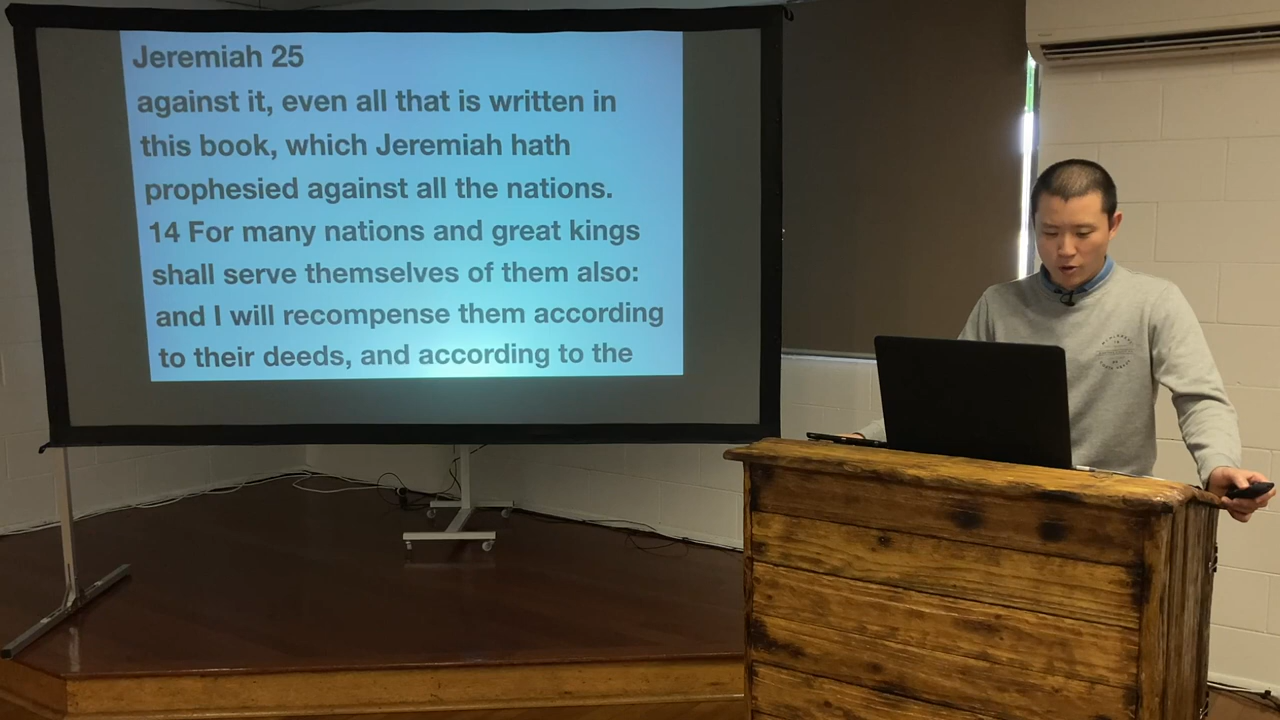 Jeremiah 25
against it, even all that is written in
this book, which Jeremiah hath
prophesied against all the nations.
14 For many nations and great kings
shall serve themselves of them also:
and I will recompense them according
to their deeds, and according to the